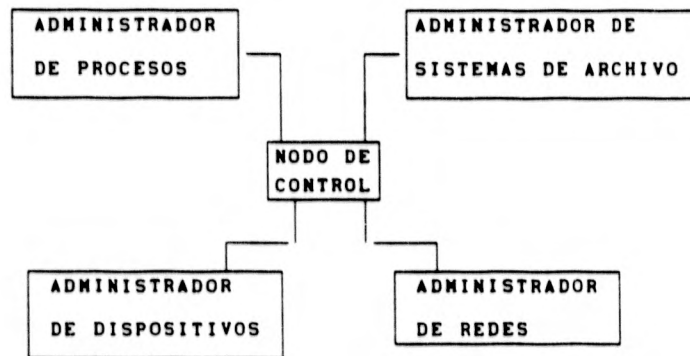 ADMINISTRADOR
DE PROCESOS
ADMINISTRADOR DE
SISTEMAS DE ARCHIVO
NODO DE
CONTROL
ADMINISTRADOR
DE DISPOSITIVOS
ADMINISTRADOR
DE REDES